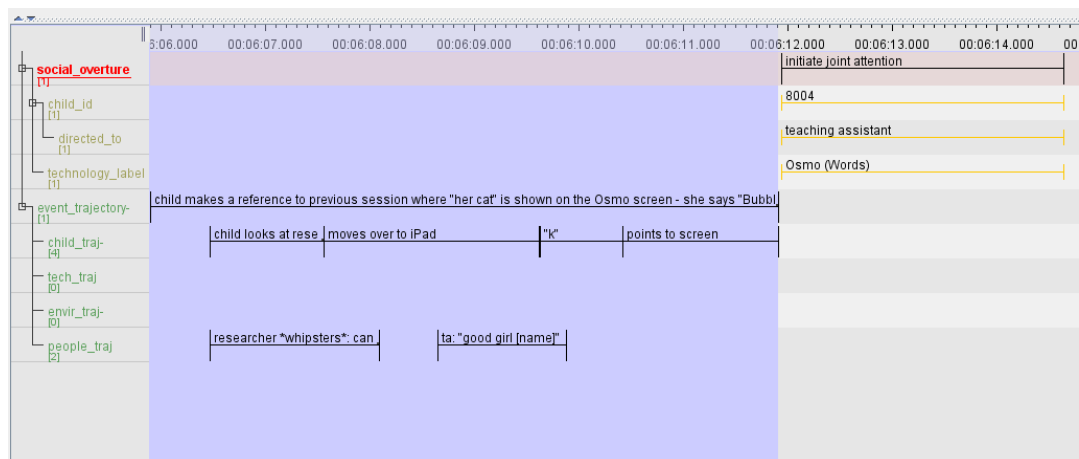 5:06.000 00:06:07.000 00:06:08.000 00:06:09.000 00:06:10.000 00:06:11.000 00:06:12.000 00:06:13.000 00:06:14.000 00
social_overture
[1]
initiate joint attention
child_id
[1]
8004
directed_to
[1]
teaching assistant
technology_label
[1]
Osmo (Words)
event_trajectory-
[1]
child makes a reference to previous session where "her cat" is shown on the Osmo screen - she says "Bubbl
child_traj-
[4]
child looks at rese moves over to iPad "k" points to screen
tech_traj
[0]
envir_traj-
[0]
people_traj
[2]
researcher *whipsters*: can ta: "good girl [name]"